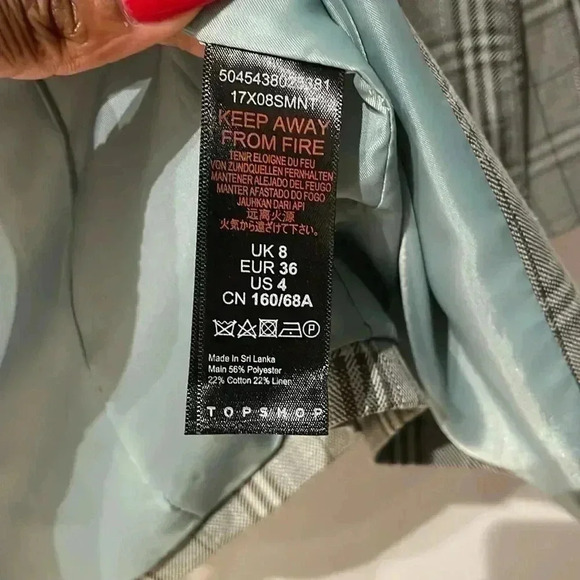 5045438025381
17X08SMNT
KEEP AWAY
FROM FIRE
TENIR ELOIGNE DU FEU
VON ZUNDQUELLEN FERNHALTEN
MANTENER ALEJADO DEL FUEGO
MANTER AFASTADO DO FOGO
JAUHKAN DARI API
远离火源
火気から遠ざけて下さい。
UK 8
EUR 36
US 4
CN 160/68A
P
Made in Sri Lanka
Main 56% Polyester
22% Cotton 22% Linen
TOPSHOP